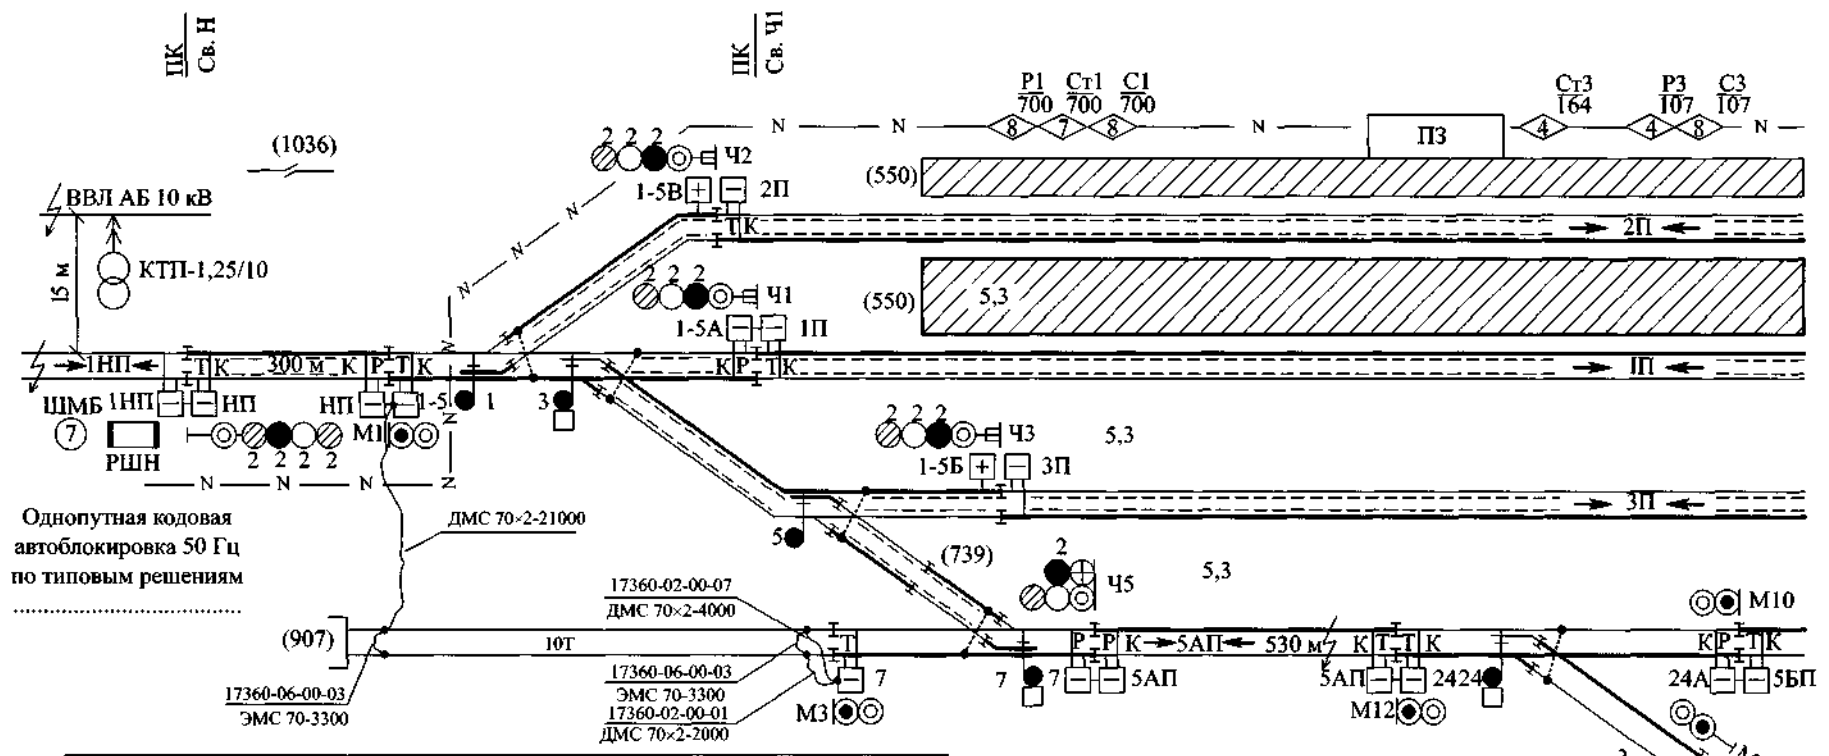 ПК
Св. Н
ПК
Св. Ч1
Р1
700
Ст1
700
С1
700
Ст3
164
Р3
107
С3
107
N N 8 7 8 N ПЗ 4 4 8 N
(1036)
2 2 2
Ч2
1-5В + − 2П
(550)
ВВЛ АБ 10 кВ
N
Т К
2П
КТП-1,25/10
15 м
N
N
2 2 2
Ч1
1-5А − − 1П
(550)
5,3
N
1НП Т К 300 м К Р Т К
К Р Т К
1П
ШМБ
7
1НП − − НП
НП − − 1-5
1
3
РШН
2 2 2 2
М1
N
2 2 2
Ч3
5,3
1-5Б + − 3П
N N N N
3П
Однопутная кодовая
автоблокировка 50 Гц
по типовым решениям
ДМС 70×2-21000
5
(739)
2
Ч5
5,3
17360-02-00-07
ДМС 70×2-4000
М10
(907)
10Т
Т
Р Т К 5АП 530 м К Т Т К
К Р Т К
17360-06-00-03
ЭМС 70-3300
17360-06-00-03
ЭМС 70-3300
17360-02-00-01
ДМС 70×2-2000
− 7
7 7 − − 5АП
5АП − − 24 24
24А − − 5БП
М3
М12